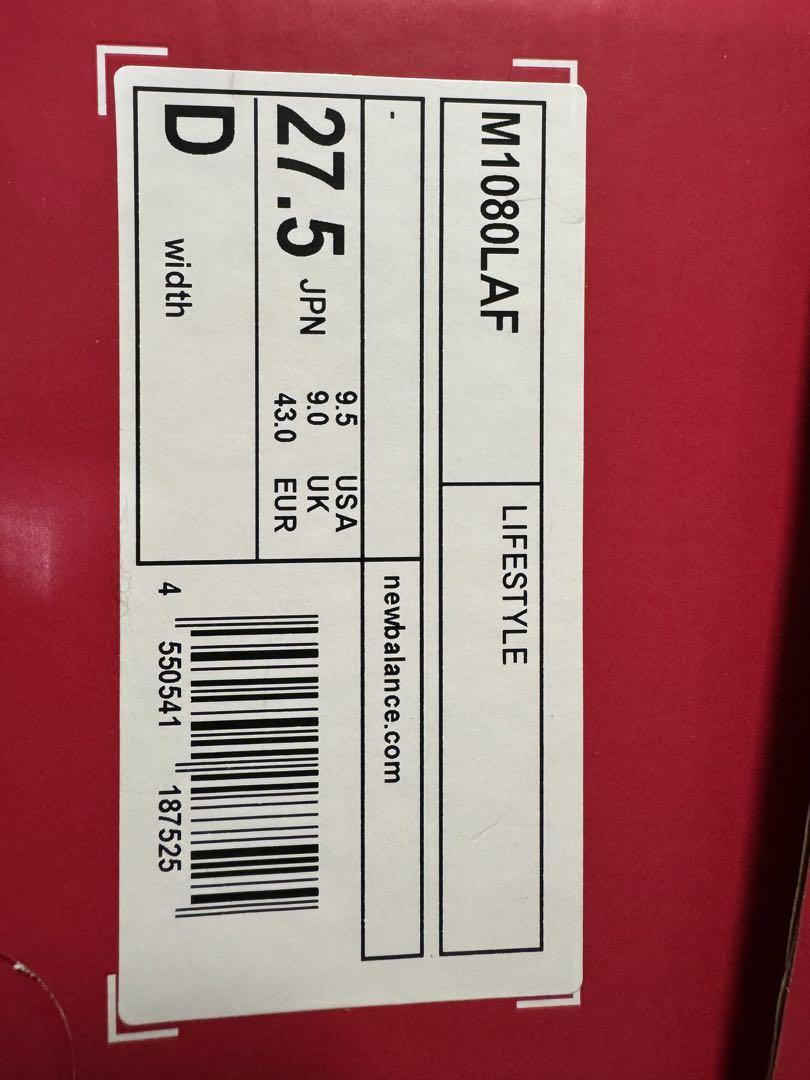 M1080LAF
LIFESTYLE
-
newbalance.com
27.5 JPN
9.5 USA
9.0 UK
43.0 EUR
D width
4 550541 187525